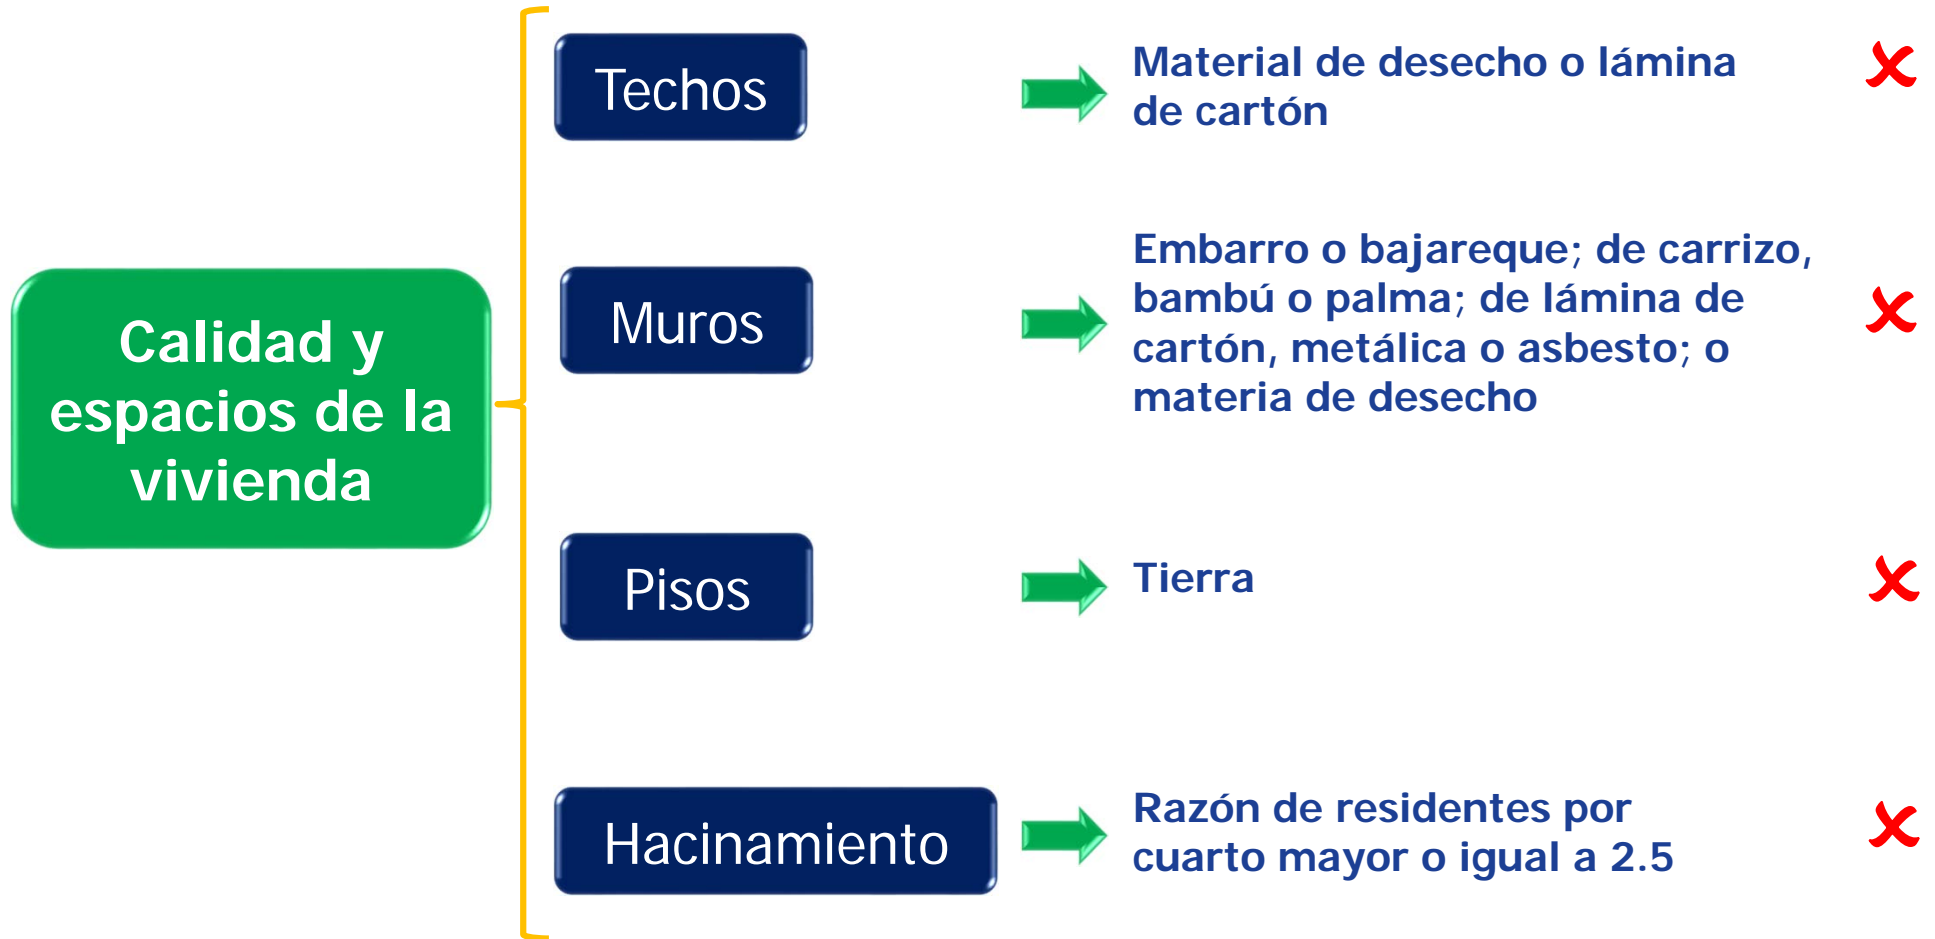 Calidad y
espacios de la
vivienda
Techos
Material de desecho o lámina
de cartón
Muros
Embarro o bajareque; de carrizo,
bambú o palma; de lámina de
cartón, metálica o asbesto; o
materia de desecho
Pisos
Tierra
Hacinamiento
Razón de residentes por
cuarto mayor o igual a 2.5